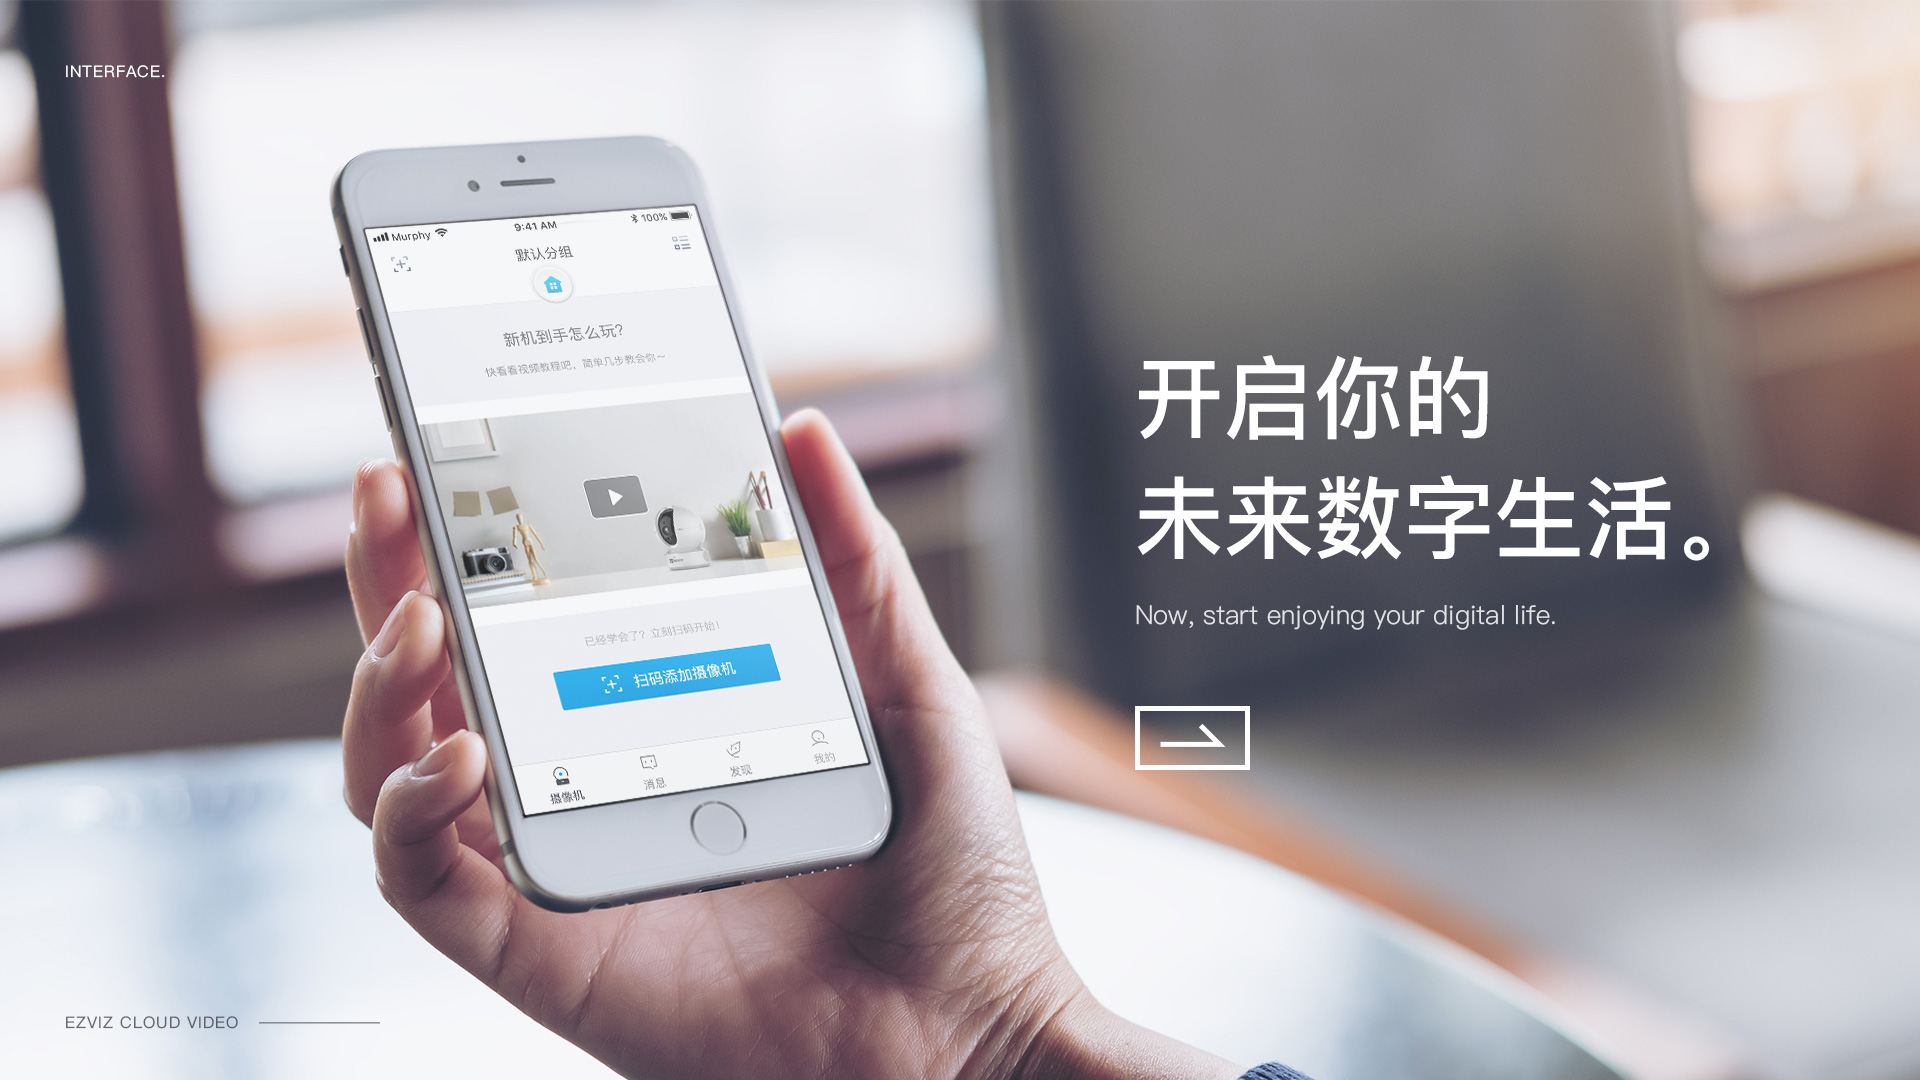 INTERFACE.
Murphy
9:41 AM
100%
默认分组
新机到手怎么玩?
快看看视频教程吧，简单几步教会你~
已经学会了？立刻扫码开始！
扫码添加摄像机
摄像机
消息
发现
我的
开启你的
未来数字生活。
Now, start enjoying your digital life.
EZVIZ CLOUD VIDEO